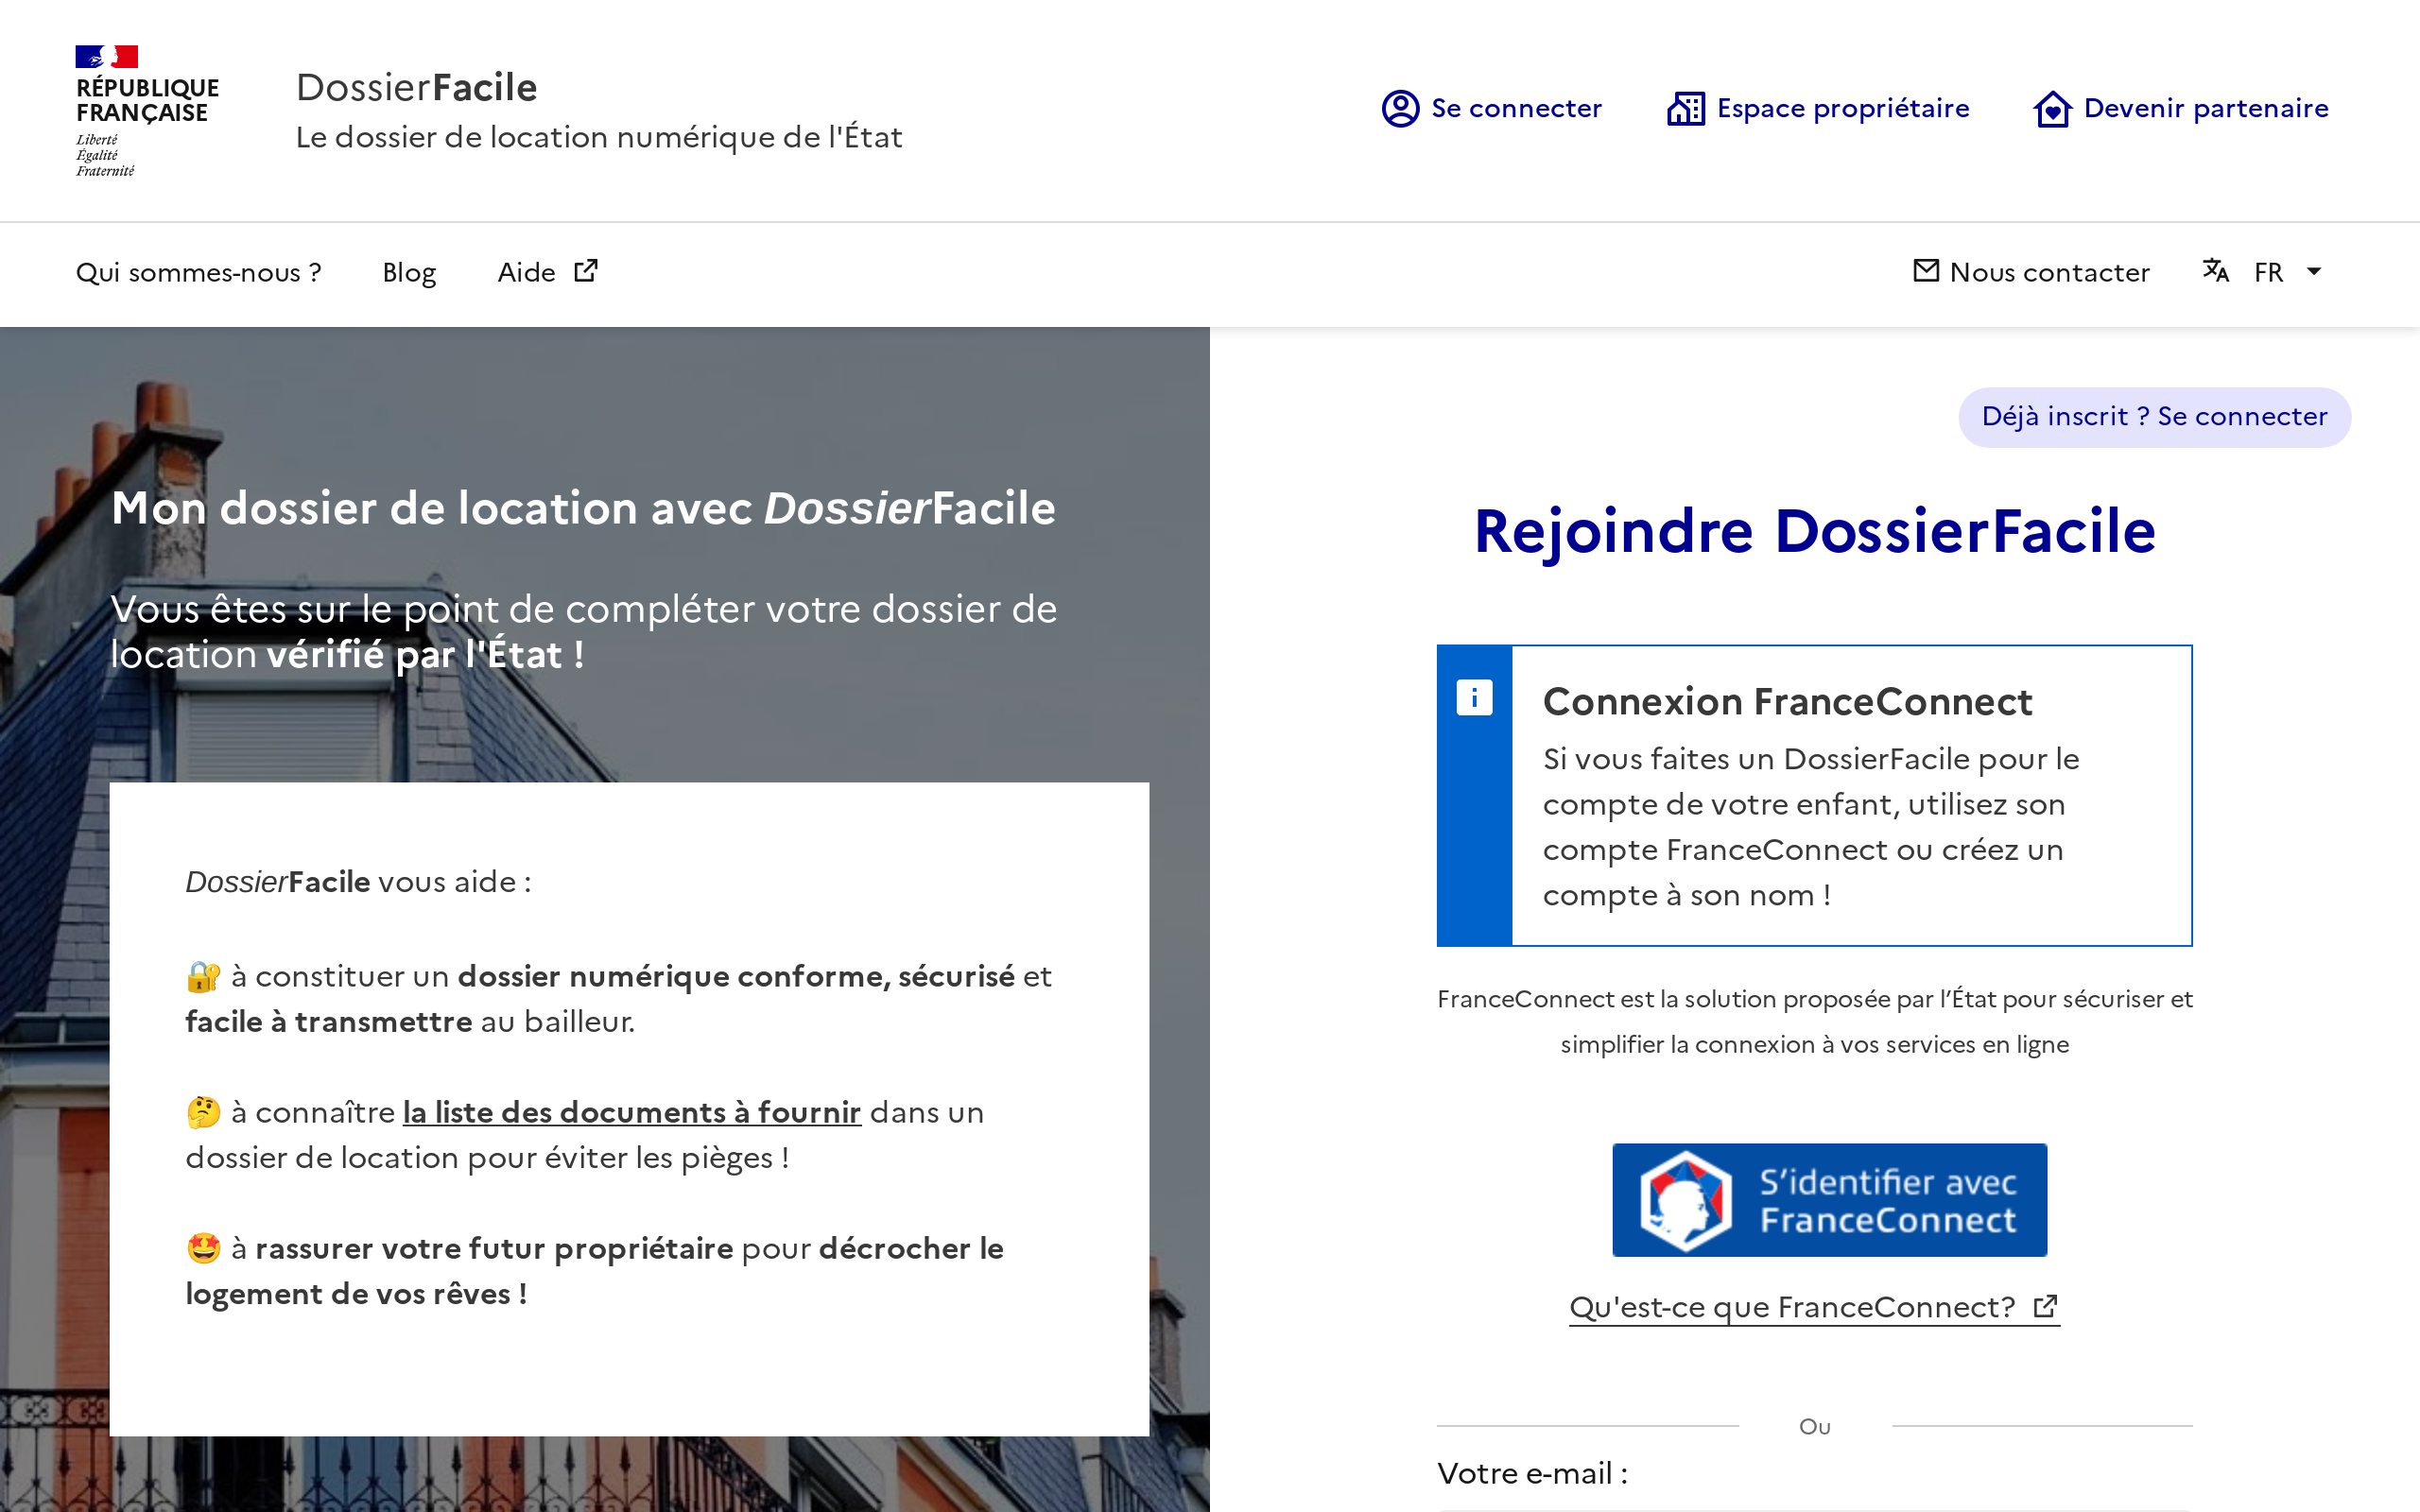 RÉPUBLIQUE
FRANÇAISE
Liberté
Égalité
Fraternité
DossierFacile
Le dossier de location numérique de l'État
Se connecter
Espace propriétaire
Devenir partenaire
Qui sommes-nous ?
Blog
Aide
Nous contacter
FR
Mon dossier de location avec DossierFacile
Vous êtes sur le point de compléter votre dossier de
location vérifié par l'État !
DossierFacile vous aide :
🔐 à constituer un dossier numérique conforme, sécurisé et
facile à transmettre au bailleur.
🤔 à connaître la liste des documents à fournir dans un
dossier de location pour éviter les pièges !
🤩 à rassurer votre futur propriétaire pour décrocher le
logement de vos rêves !
Déjà inscrit ? Se connecter
Rejoindre DossierFacile
Connexion FranceConnect
Si vous faites un DossierFacile pour le
compte de votre enfant, utilisez son
compte FranceConnect ou créez un
compte à son nom !
FranceConnect est la solution proposée par l’État pour sécuriser et
simplifier la connexion à vos services en ligne
S’identifier avec
FranceConnect
Qu'est-ce que FranceConnect?
Ou
Votre e-mail :